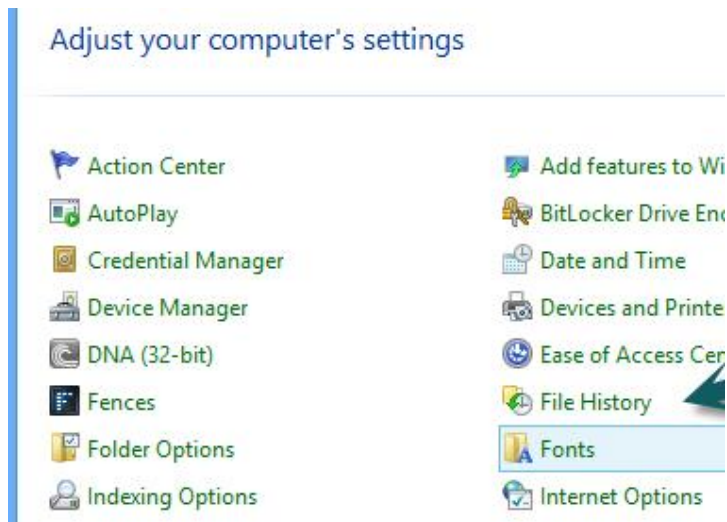 Adjust your computer's settings
Action Center
Add features to Wi
AutoPlay
BitLocker Drive Enc
Credential Manager
Date and Time
Device Manager
Devices and Printe
DNA (32-bit)
Ease of Access Cen
Fences
File History
Folder Options
Fonts
Indexing Options
Internet Options